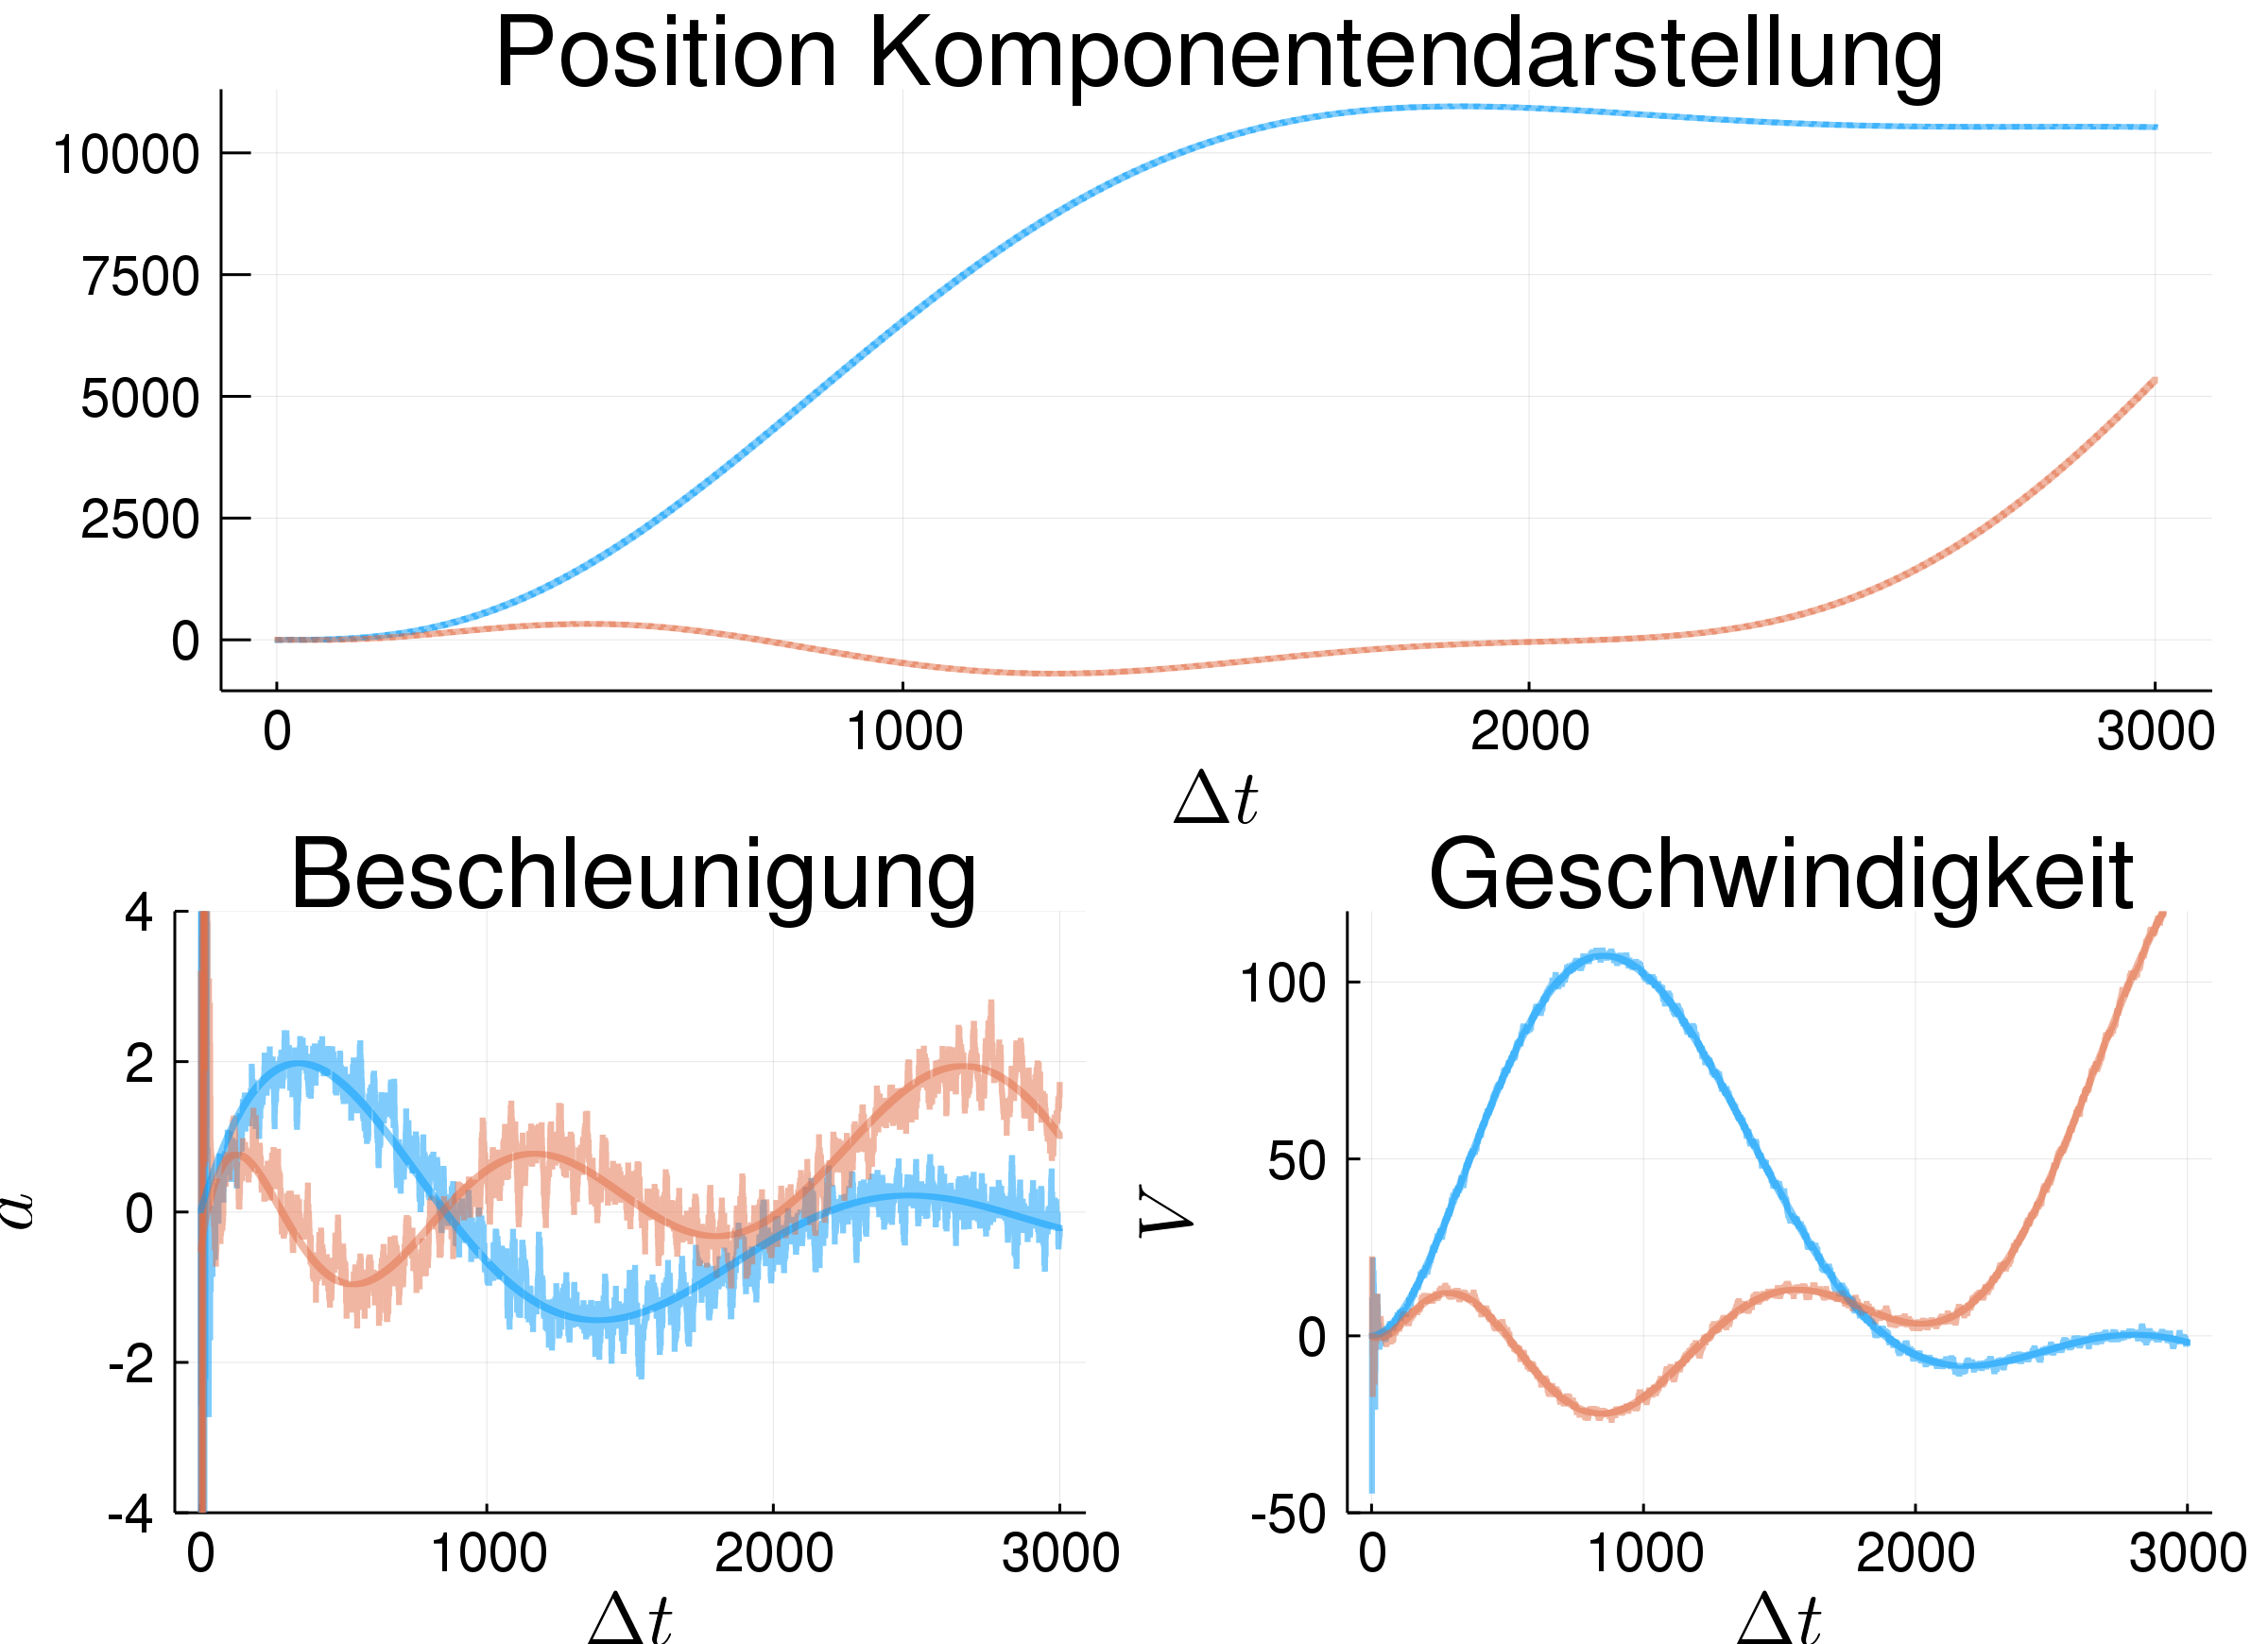 Position Komponentendarstellung
10000
7500
5000
2500
0
0 1000 2000 3000
Δt
Beschleunigung
4
2
0
-2
-4
a
0 1000 2000 3000
Δt
Geschwindigkeit
100
50
0
-50
V
0 1000 2000 3000
Δt